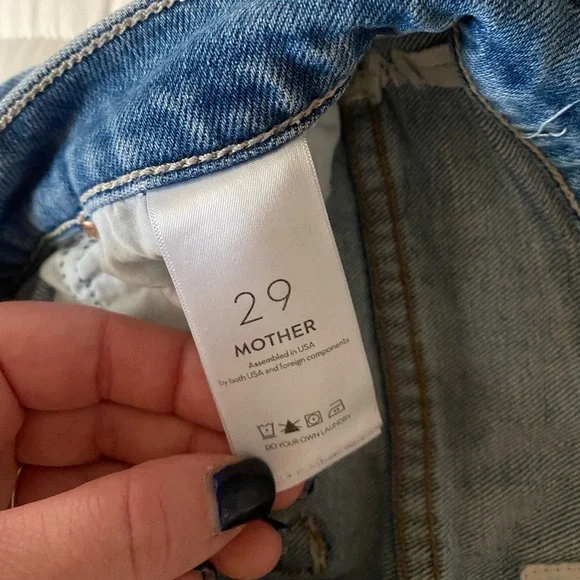 29
MOTHER
Assembled in USA
by both USA and foreign components
DO YOUR OWN LAUNDRY